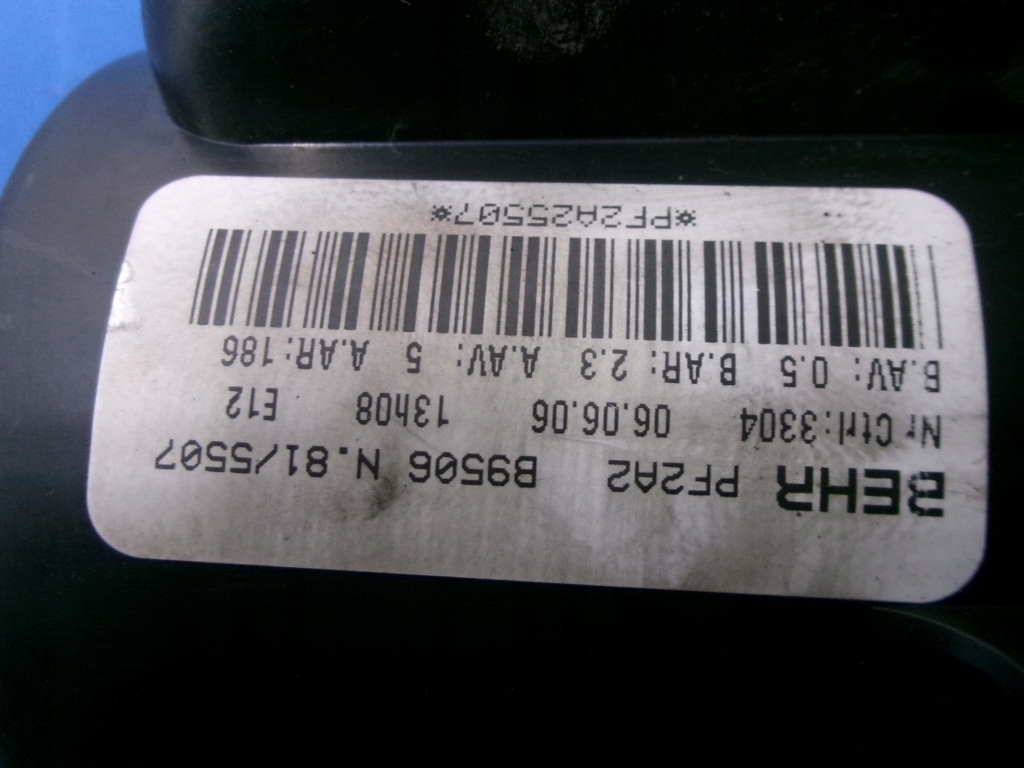 BEHR PF2A2 B9506 N.81/5507
Nr Ctrl:3304 06.06.06 13h08 E12
B.AV: 0.5 B.AR: 2.3 A.AV: 5 A.AR:186
*PF2A25507*